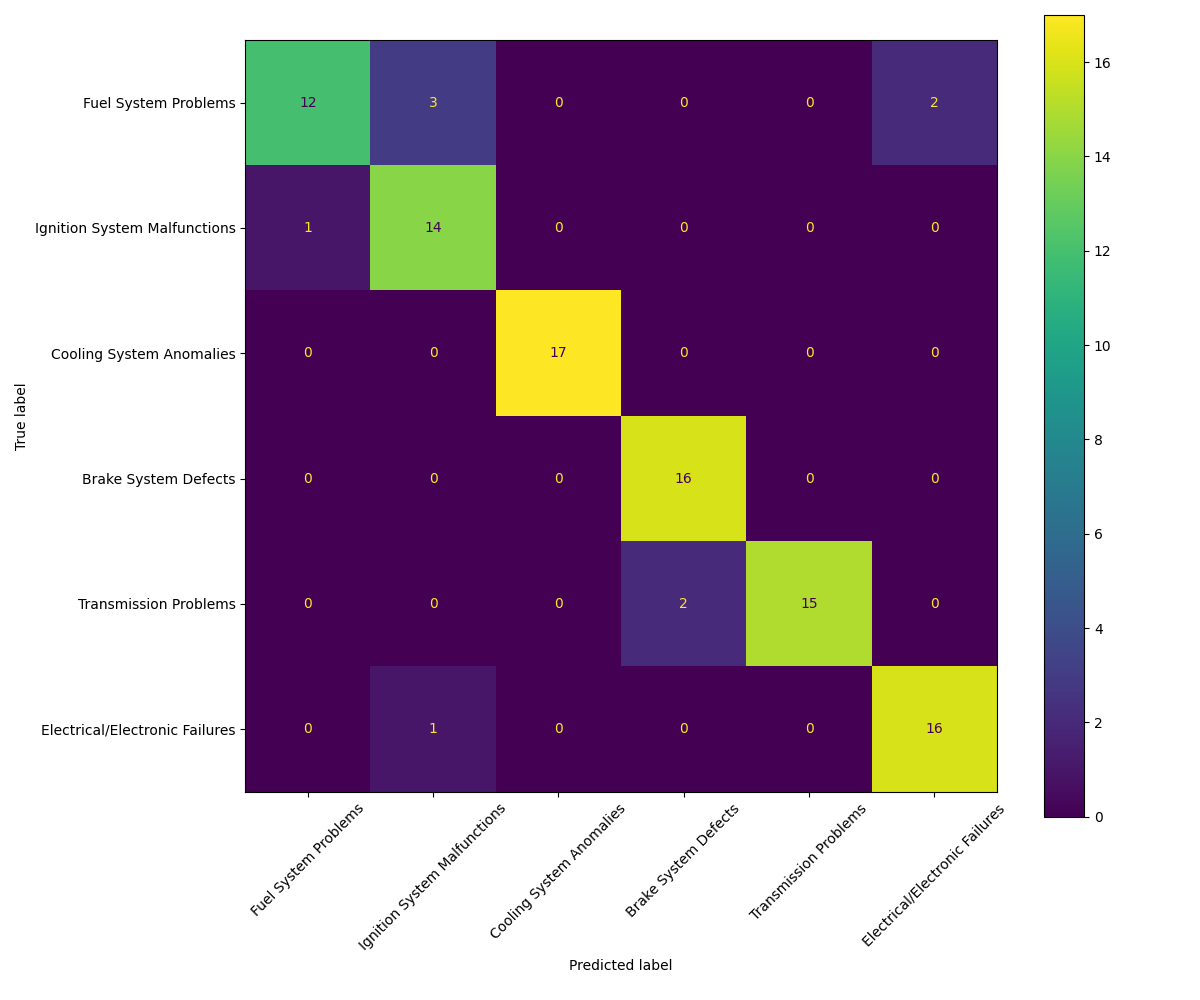 True label
Fuel System Problems 12 3 0 0 0 2
Ignition System Malfunctions 1 14 0 0 0 0
Cooling System Anomalies 0 0 17 0 0 0
Brake System Defects 0 0 0 16 0 0
Transmission Problems 0 0 0 2 15 0
Electrical/Electronic Failures 0 1 0 0 0 16
Fuel System Problems
Ignition System Malfunctions
Cooling System Anomalies
Brake System Defects
Transmission Problems
Electrical/Electronic Failures
Predicted label
16
14
12
10
8
6
4
2
0